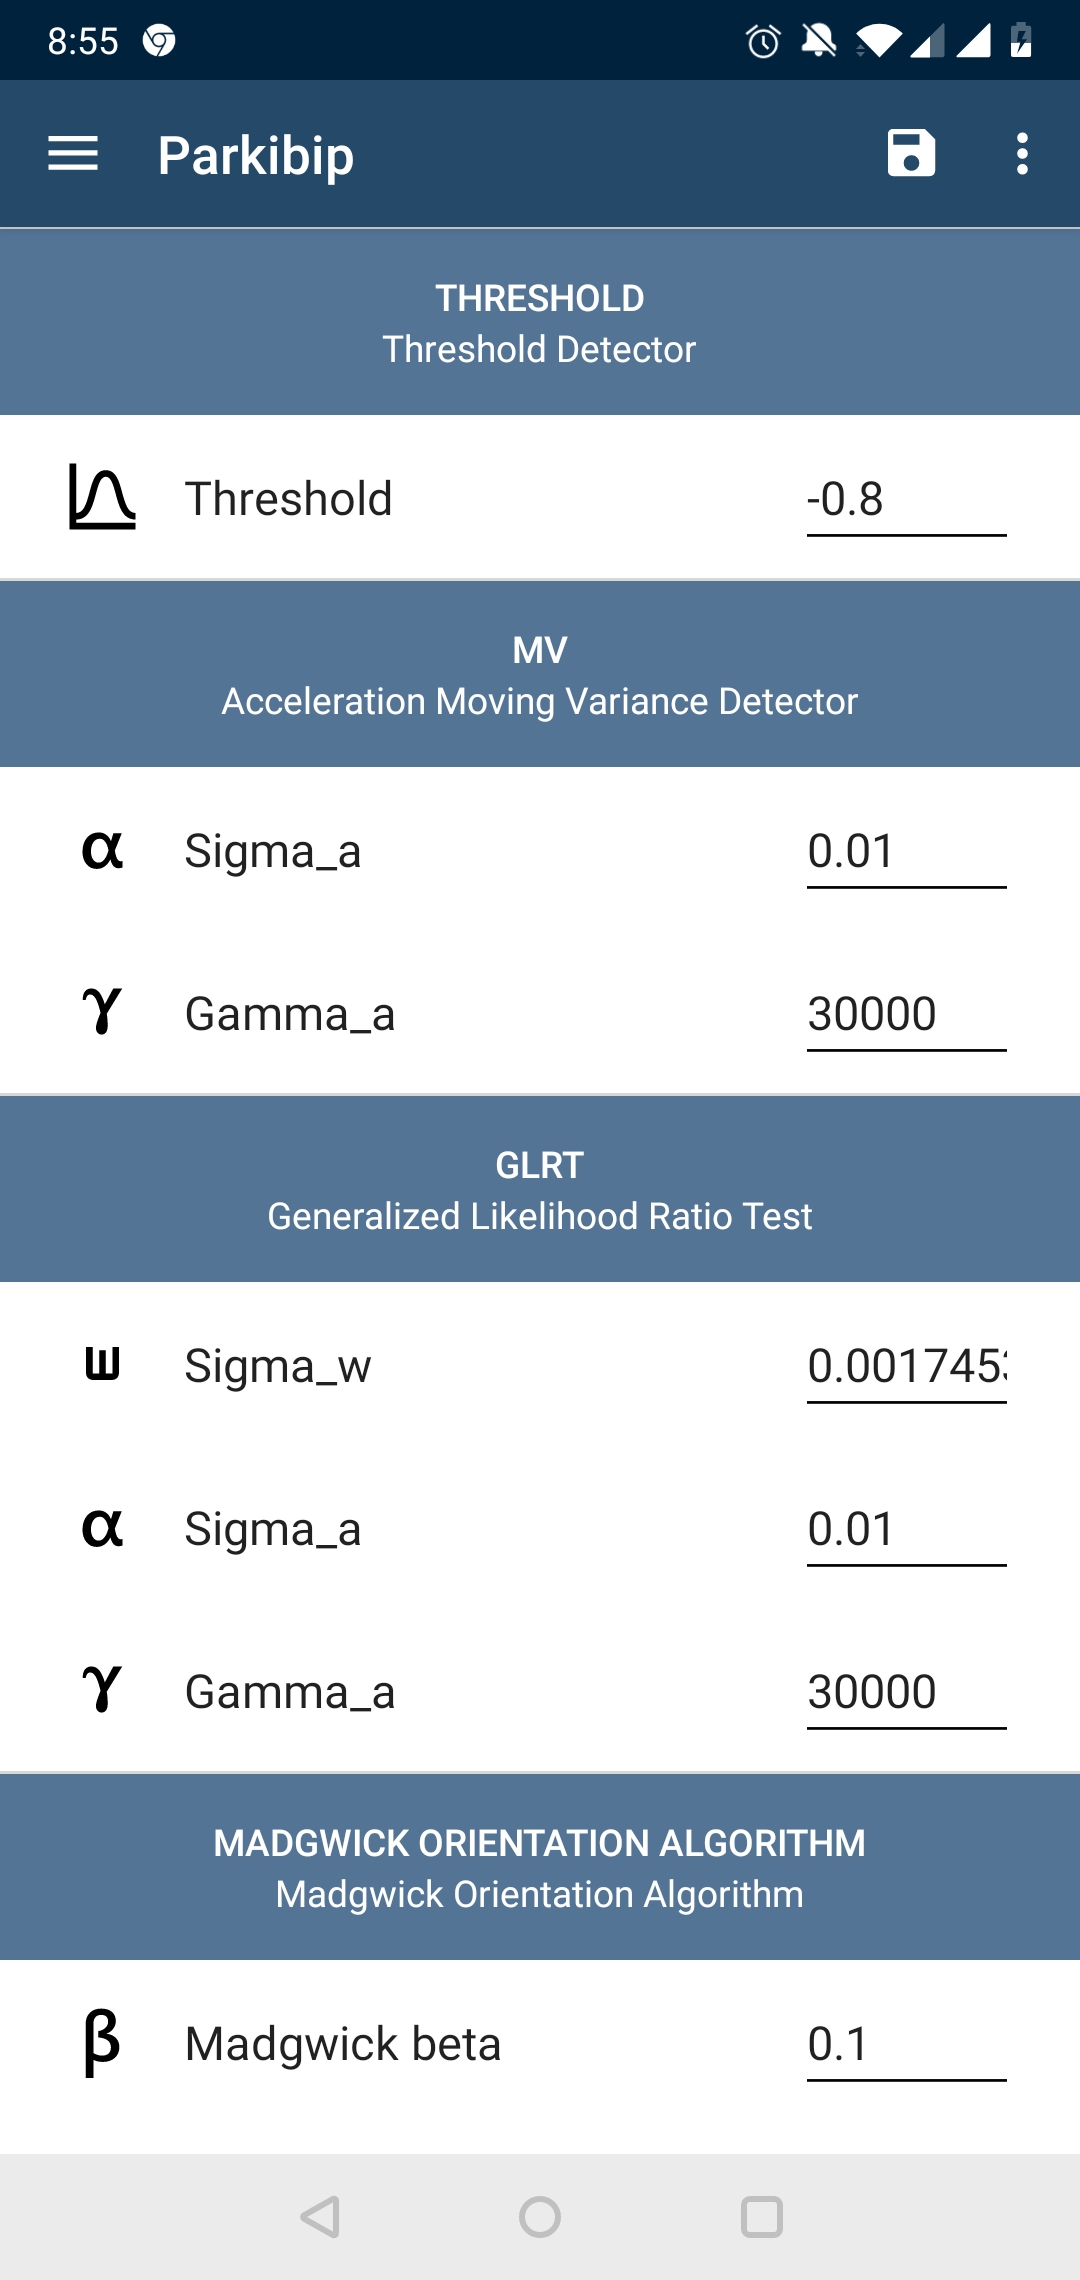 8:55
Parkibip
THRESHOLD
Threshold Detector
Threshold -0.8
MV
Acceleration Moving Variance Detector
α Sigma_a 0.01
γ Gamma_a 30000
GLRT
Generalized Likelihood Ratio Test
Sigma_w 0.001745
α Sigma_a 0.01
γ Gamma_a 30000
MADGWICK ORIENTATION ALGORITHM
Madgwick Orientation Algorithm
β Madgwick beta 0.1